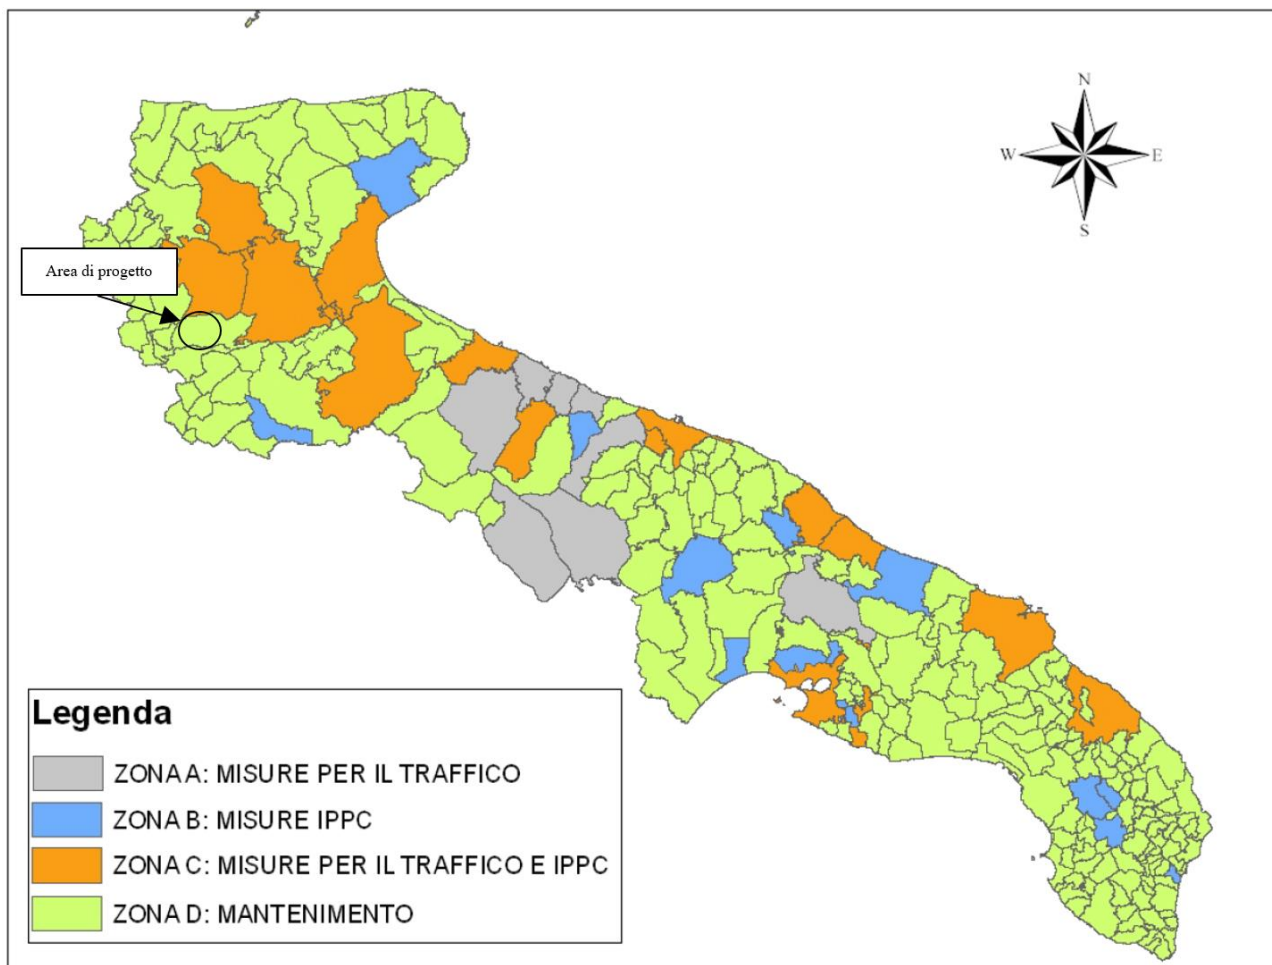 N
W
E
S
Area di progetto
Legenda
ZONA A: MISURE PER IL TRAFFICO
ZONA B: MISURE IPPC
ZONA C: MISURE PER IL TRAFFICO E IPPC
ZONA D: MANTENIMENTO